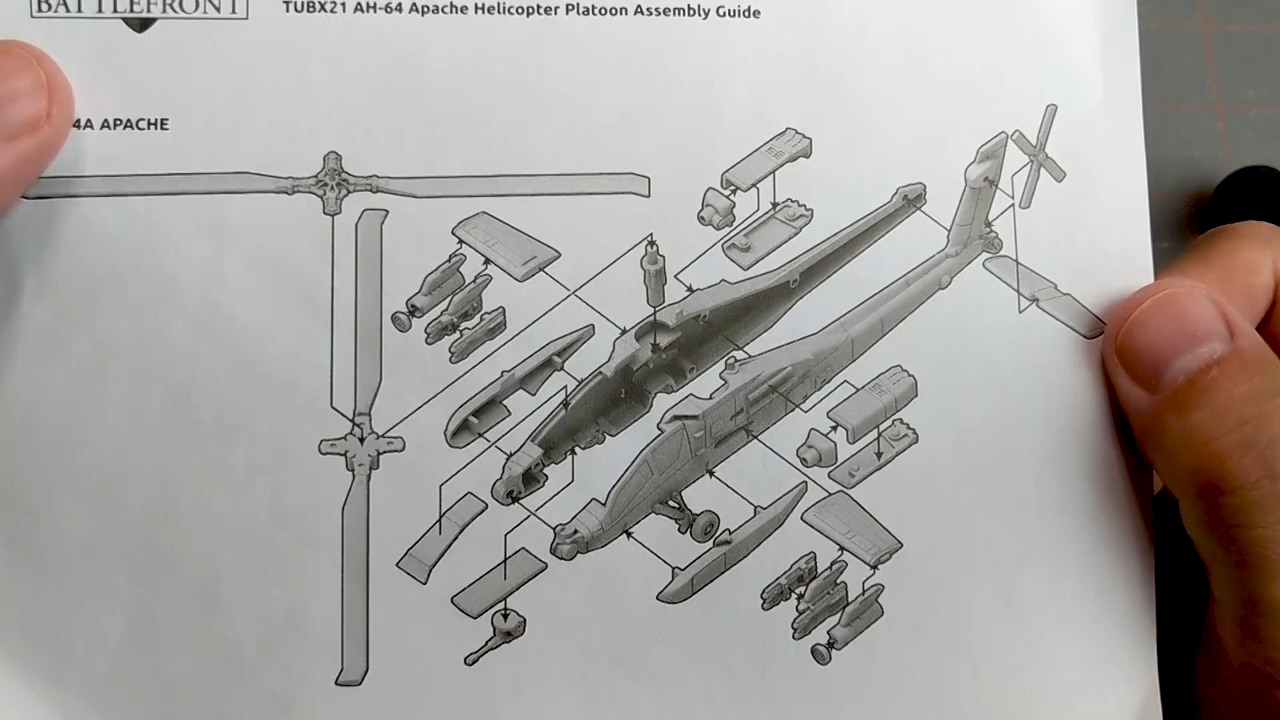 BATTLEFRONT
TUBX21 AH-64 Apache Helicopter Platoon Assembly Guide
4A APACHE